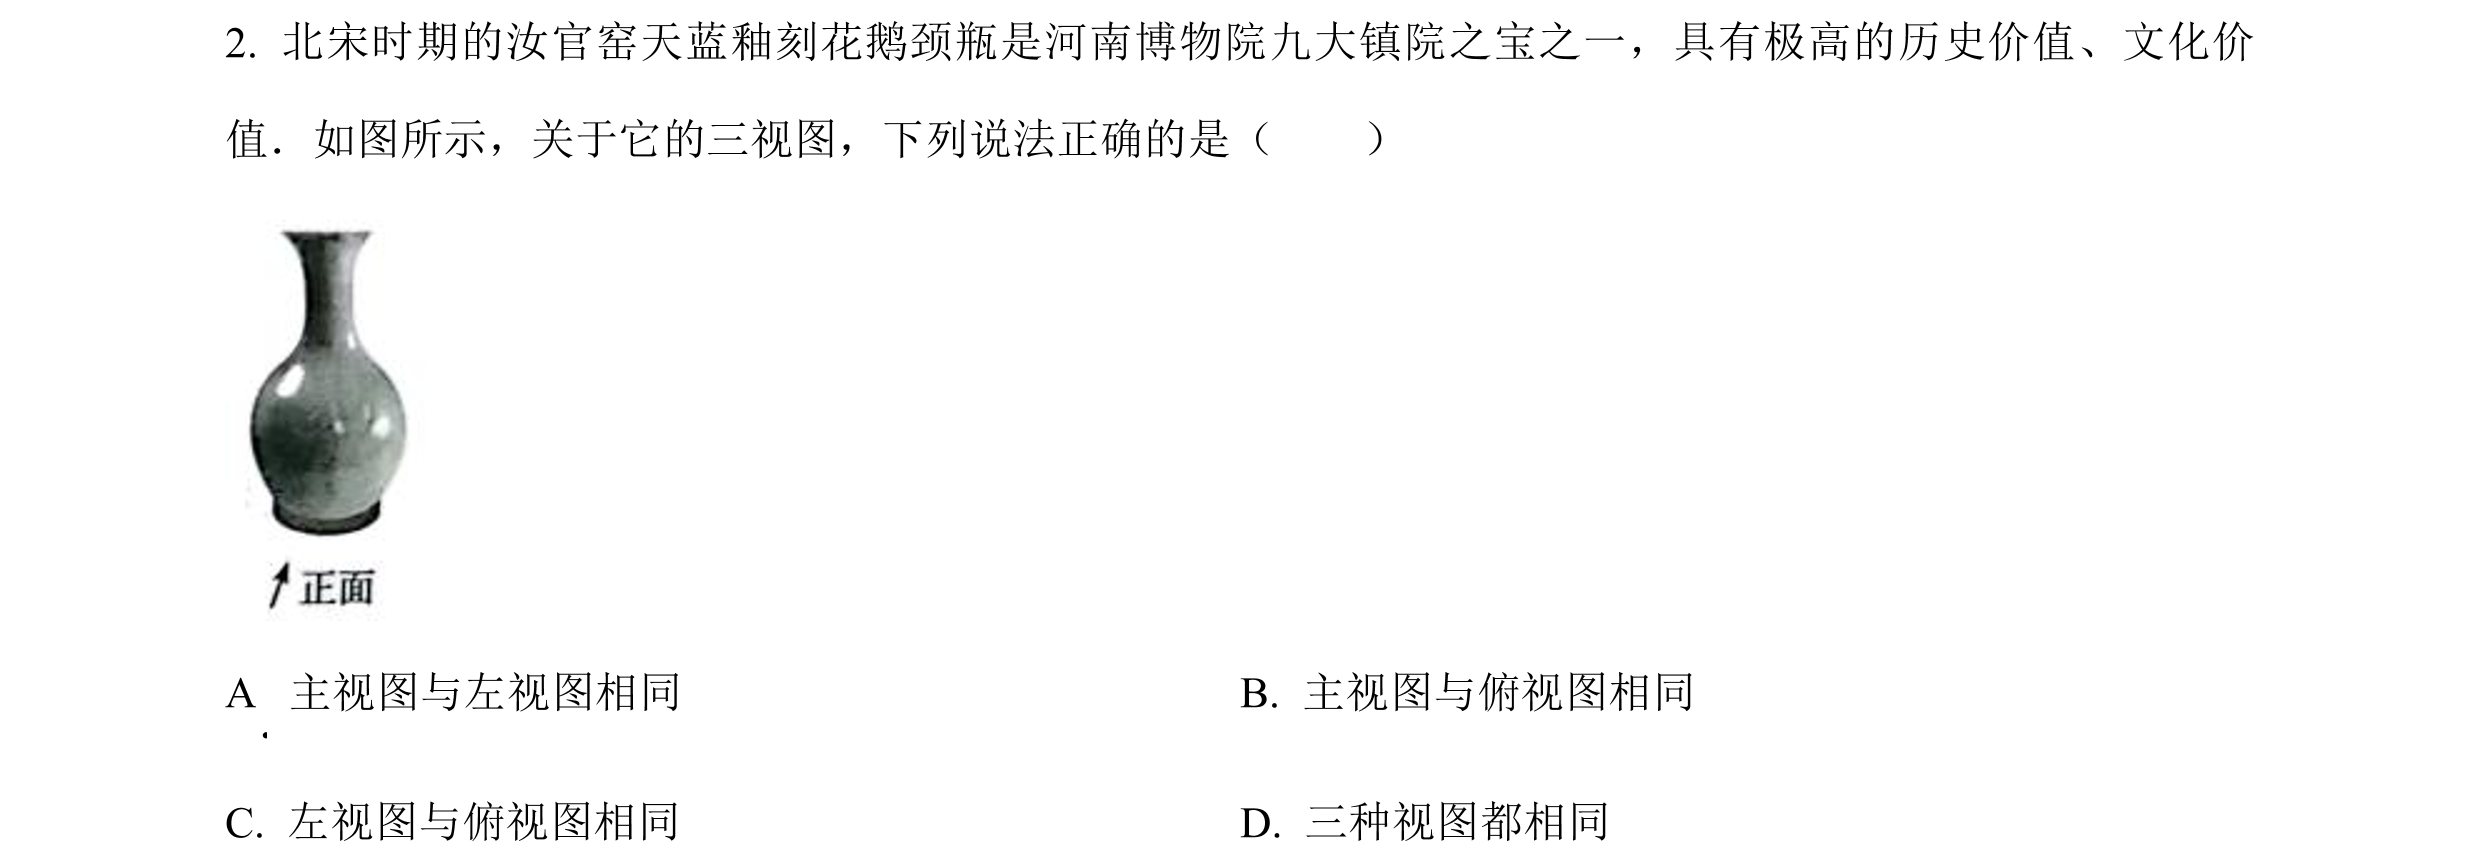 2. 北宋时期的汝官窑天蓝釉刻花鹅颈瓶是河南博物院九大镇院之宝之一，具有极高的历史价值、文化价
值．如图所示，关于它的三视图，下列说法正确的是（　　）
正面
A. 主视图与左视图相同 B. 主视图与俯视图相同
C. 左视图与俯视图相同 D. 三种视图都相同